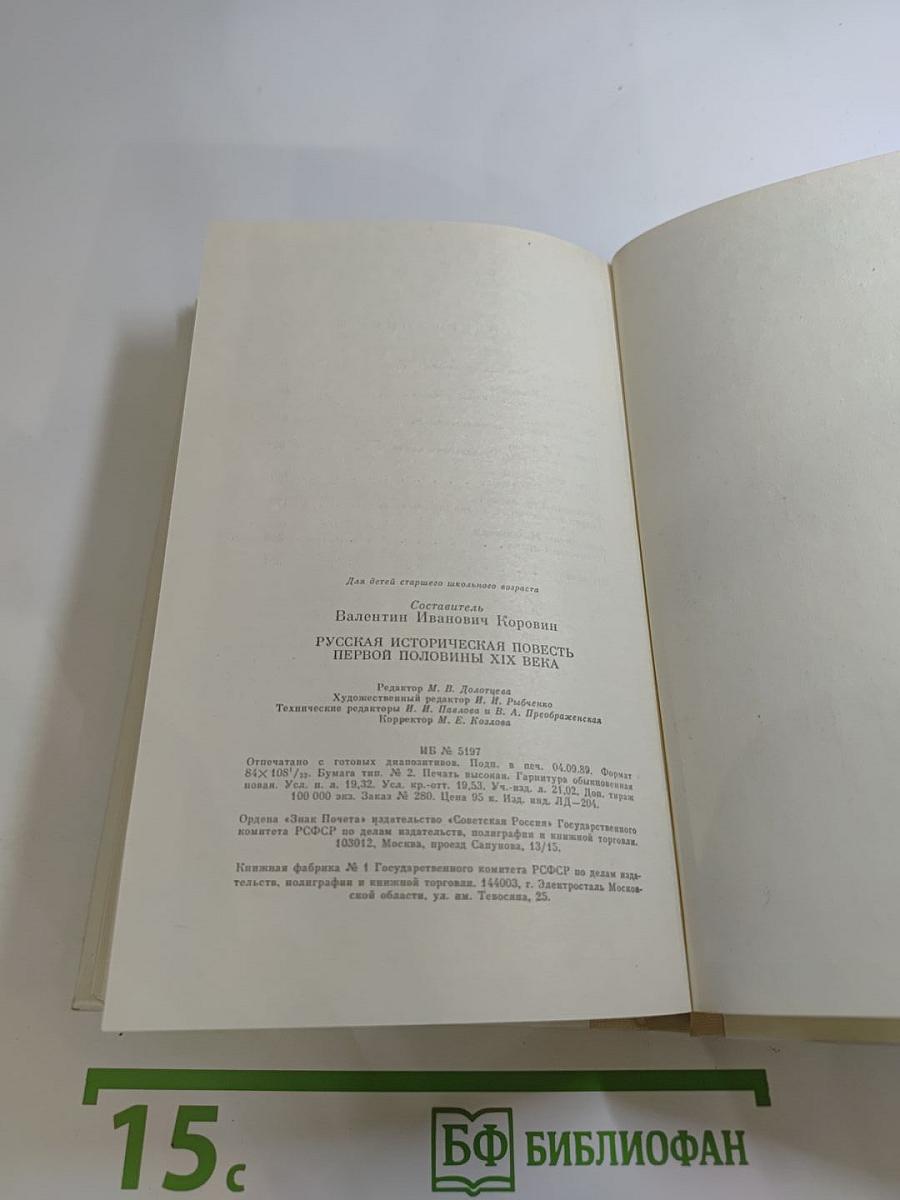 Для детей старшего школьного возраста
Составитель
Валентин Иванович Коровин
РУССКАЯ ИСТОРИЧЕСКАЯ ПОВЕСТЬ
ПЕРВОЙ ПОЛОВИНЫ XIX ВЕКА
Редактор М. В. Долотцева
Художественный редактор И. И. Рыбченко
Технические редакторы И. И. Павлова и В. А. Преображенская
Корректор М. Е. Козлова
ИБ № 5197
Отпечатано с готовых диапозитивов. Подп. в печ. 04.09.89. Формат
84×108¹/₃₂. Бумага тип. № 2. Печать высокая. Гарнитура обыкновенная
новая. Усл. п. л. 19,32. Усл. кр.-отт. 19,53. Уч.-изд. л. 21,02. Доп. тираж
100 000 экз. Заказ № 280. Цена 95 к. Изд. инд. ЛД—204.
Ордена «Знак Почета» издательство «Советская Россия» Государственного
комитета РСФСР по делам издательств, полиграфии и книжной торговли.
103012, Москва, проезд Сапунова, 13/15.
Книжная фабрика № 1 Государственного комитета РСФСР по делам изда-
тельств, полиграфии и книжной торговли. 144003, г. Электросталь Москов-
ской области, ул. им. Тевосяна, 25.
15 с
БФ БИБЛИОФАН